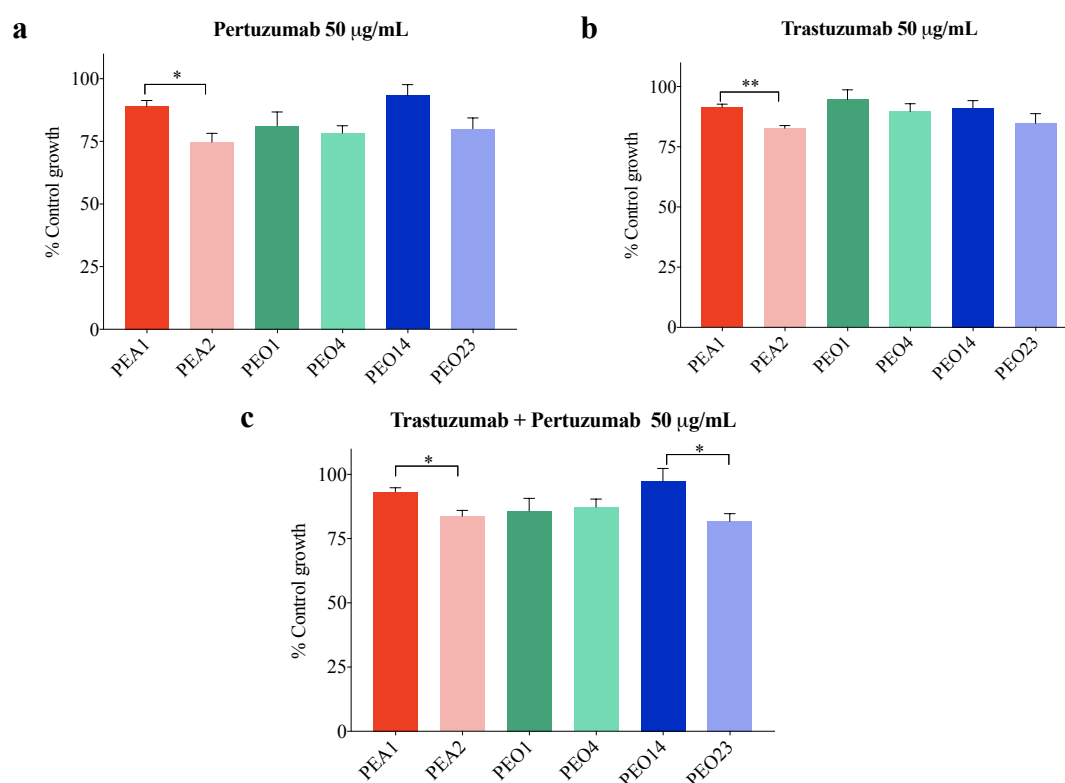 a
Pertuzumab 50 μg/mL
% Control growth
100
75
50
25
0
*
PEA1
PEA2
PEO1
PEO4
PEO14
PEO23
b
Trastuzumab 50 μg/mL
% Control growth
100
75
50
25
0
**
PEA1
PEA2
PEO1
PEO4
PEO14
PEO23
c
Trastuzumab + Pertuzumab 50 μg/mL
% Control growth
100
75
50
25
0
*
*
PEA1
PEA2
PEO1
PEO4
PEO14
PEO23